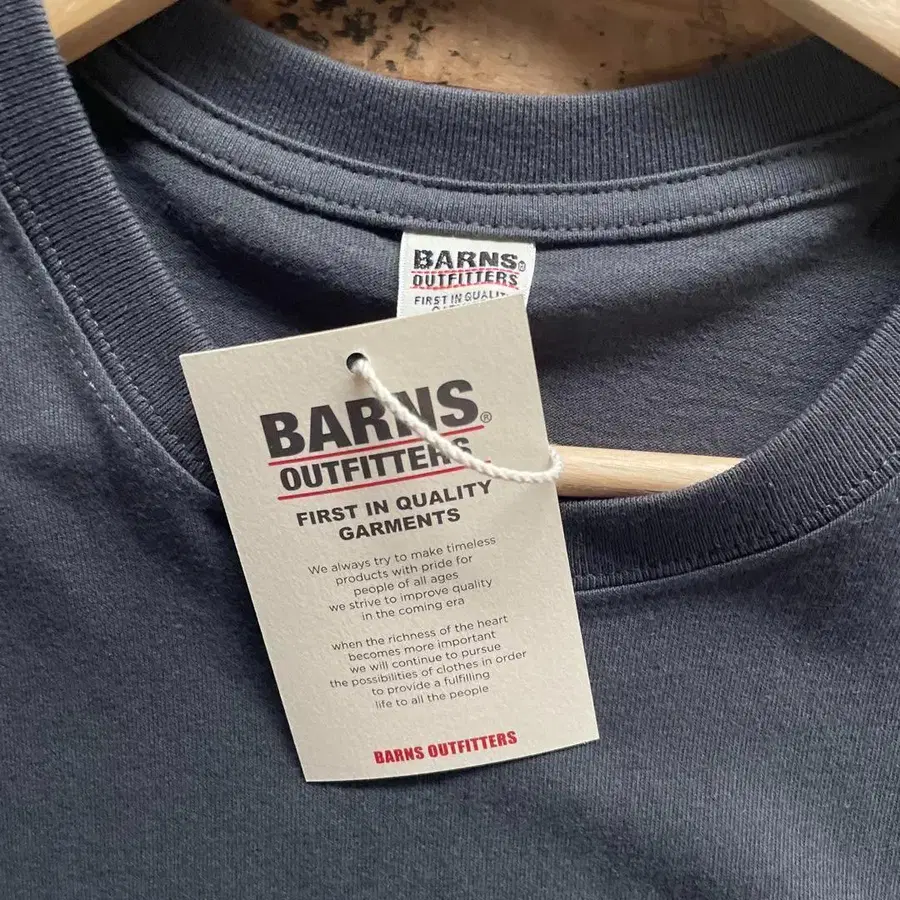 BARNS®
OUTFITTERS
FIRST IN QUALITY
BARNS®
OUTFITTERS
FIRST IN QUALITY
GARMENTS
We always try to make timeless
products with pride for
people of all ages
we strive to improve quality
in the coming era
when the richness of the heart
becomes more important
we will continue to pursue
the possibilities of clothes in order
to provide a fulfilling
life to all the people
BARNS OUTFITTERS